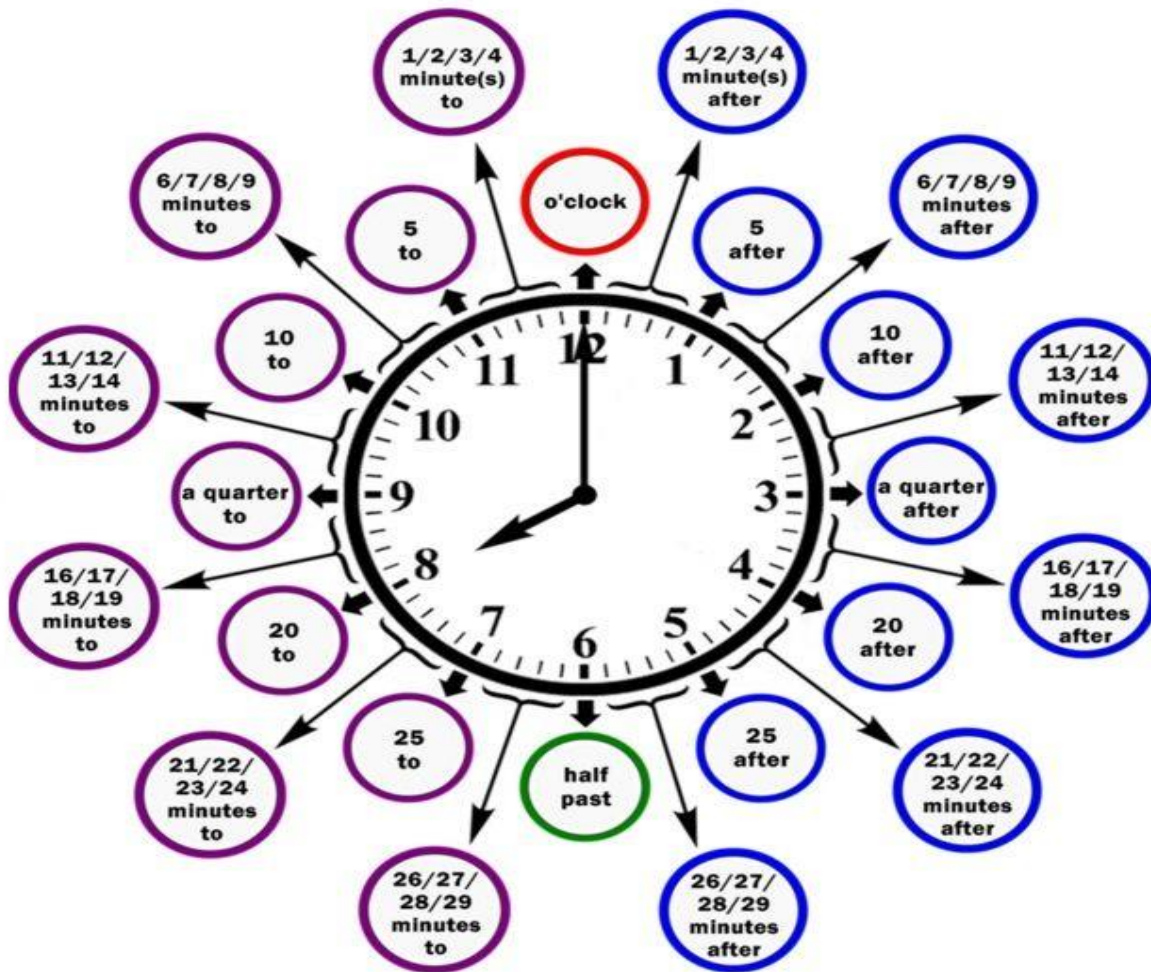 1/2/3/4
minute(s)
to
1/2/3/4
minute(s)
after
6/7/8/9
minutes
to
5
to
o'clock
5
after
6/7/8/9
minutes
after
11/12/
13/14
minutes
to
10
to
10
after
11/12/
13/14
minutes
after
a quarter
to
a quarter
after
16/17/
18/19
minutes
to
20
to
20
after
16/17/
18/19
minutes
after
21/22/
23/24
minutes
to
25
to
half
past
25
after
21/22/
23/24
minutes
after
26/27/
28/29
minutes
to
26/27/
28/29
minutes
after
12
1
2
3
4
5
6
7
8
9
10
11